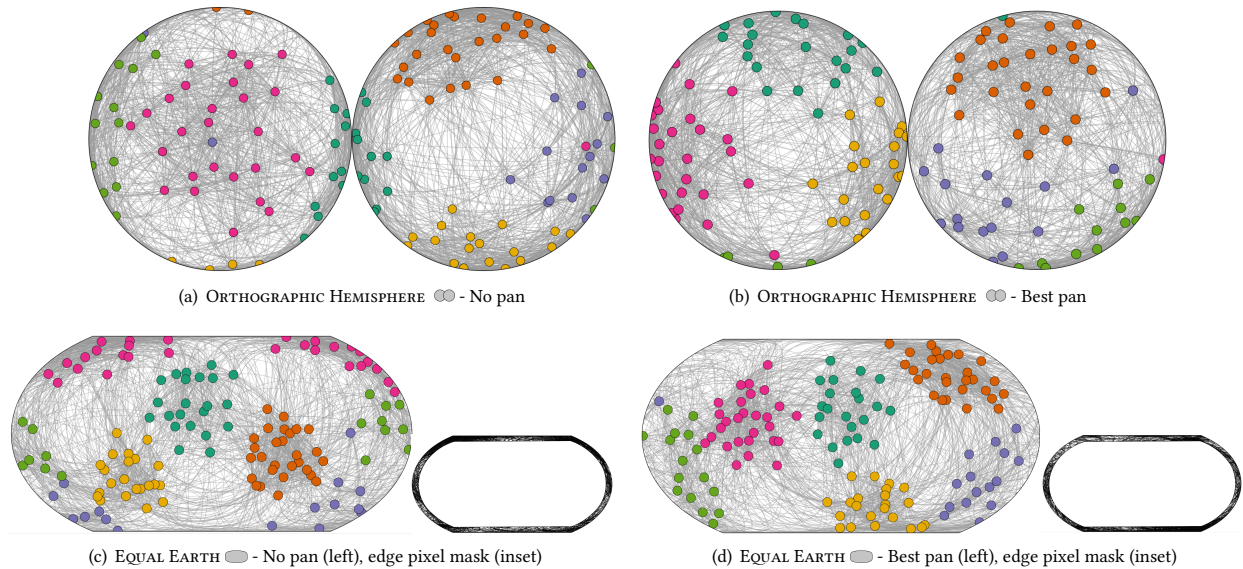 (a) ORTHOGRAPHIC HEMISPHERE - No pan
(b) ORTHOGRAPHIC HEMISPHERE - Best pan
(c) EQUAL EARTH - No pan (left), edge pixel mask (inset)
(d) EQUAL EARTH - Best pan (left), edge pixel mask (inset)